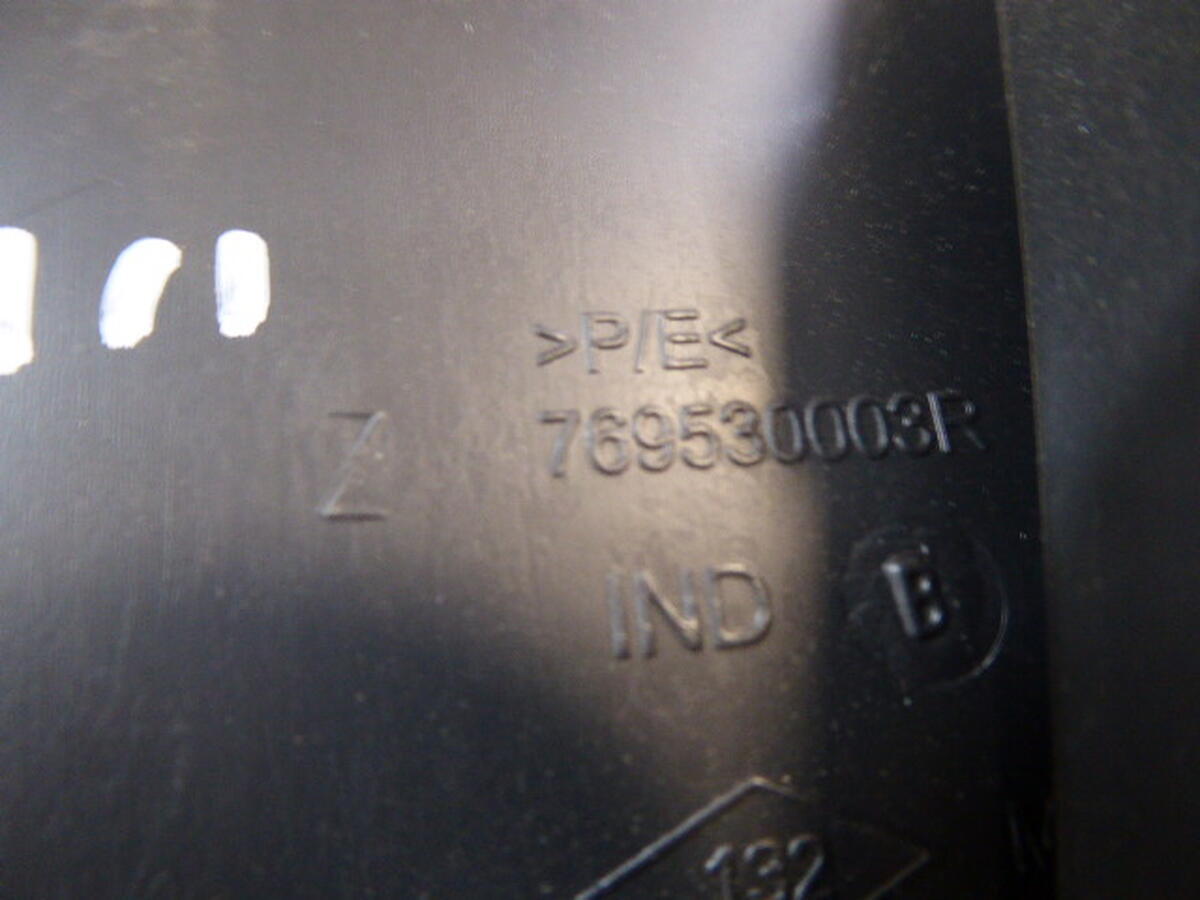 >P/E<
Z
769530003R
IND
B
132